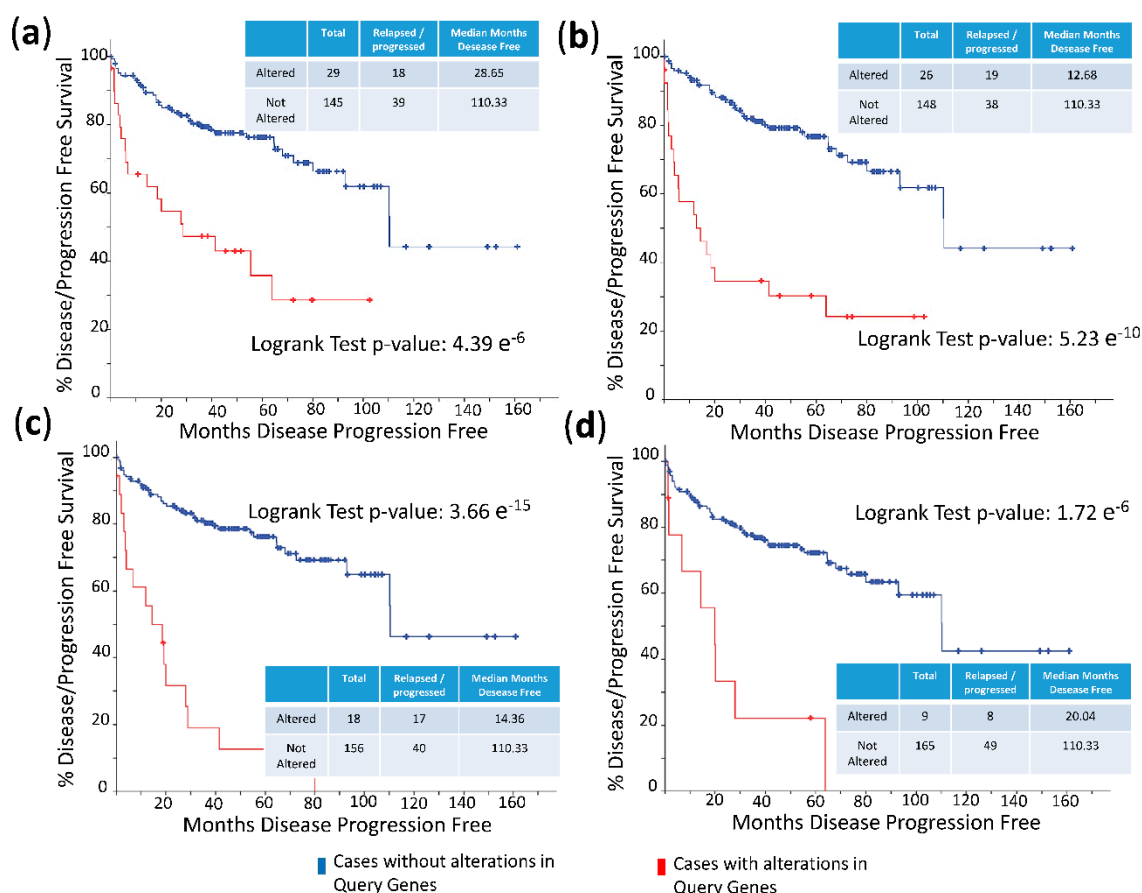 (a)
Total Relapsed / progressed Median Months Desease Free
Altered 29 18 28.65
Not Altered 145 39 110.33
% Disease/Progression Free Survival
100
80
60
40
20
0
Logrank Test p-value: 4.39 e-6
20 40 60 80 100 120 140 160
Months Disease Progression Free
(b)
Total Relapsed / progressed Median Months Desease Free
Altered 26 19 12.68
Not Altered 148 38 110.33
% Disease/Progression Free Survival
100
80
60
40
20
0
Logrank Test p-value: 5.23 e-10
20 40 60 80 100 120 140 160
Months Disease Progression Free
(c)
% Disease/Progression Free Survival
100
80
60
40
20
0
Logrank Test p-value: 3.66 e-15
Total Relapsed / progressed Median Months Desease Free
Altered 18 17 14.36
Not Altered 156 40 110.33
20 40 60 80 100 120 140 160
Months Disease Progression Free
(d)
% Disease/Progression Free Survival
100
80
60
40
20
0
Logrank Test p-value: 1.72 e-6
Total Relapsed / progressed Median Months Desease Free
Altered 9 8 20.04
Not Altered 165 49 110.33
20 40 60 80 100 120 140 160
Months Disease Progression Free
Cases without alterations in
Query Genes
Cases with alterations in
Query Genes